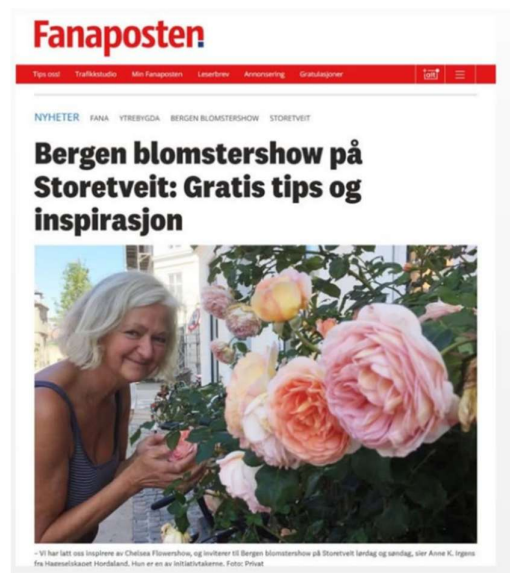 Fanaposten
Tips oss! Trafikkstudio Min Fanaposten Leserbrev Annonsering Gratulasjoner
NYHETER FANA YTREBYGDA BERGEN BLOMSTERSHOW STORETVEIT
Bergen blomstershow på
Storetveit: Gratis tips og
inspirasjon
– Vi har latt oss inspirere av Chelsea Flowershow, og inviterer til Bergen blomstershow på Storetveit lørdag og søndag, sier Anne K. Irgens
fra Hageselskapet Hordaland. Hun er en av initiativtakerne. Foto: Privat